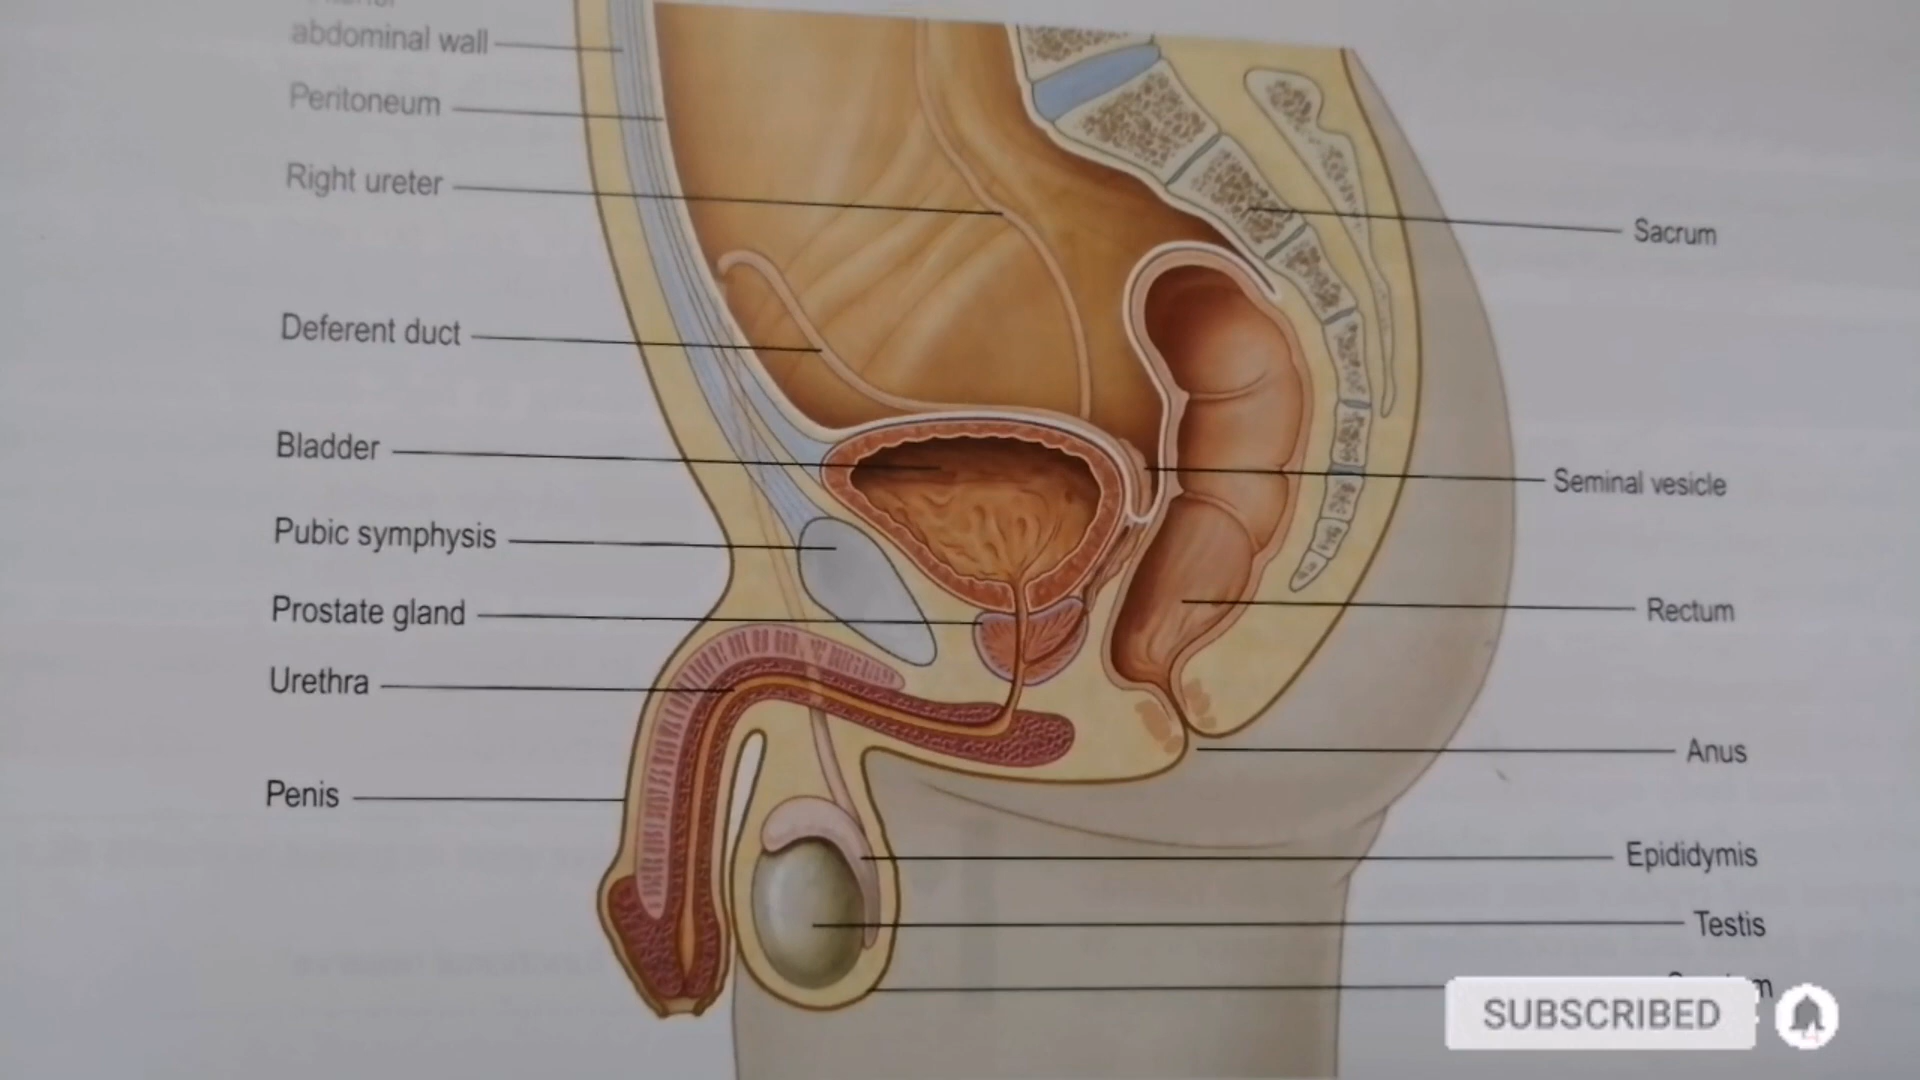 abdominal wall
Peritoneum
Right ureter
Deferent duct
Bladder
Pubic symphysis
Prostate gland
Urethra
Penis
Sacrum
Seminal vesicle
Rectum
Anus
Epididymis
Testis
SUBSCRIBED